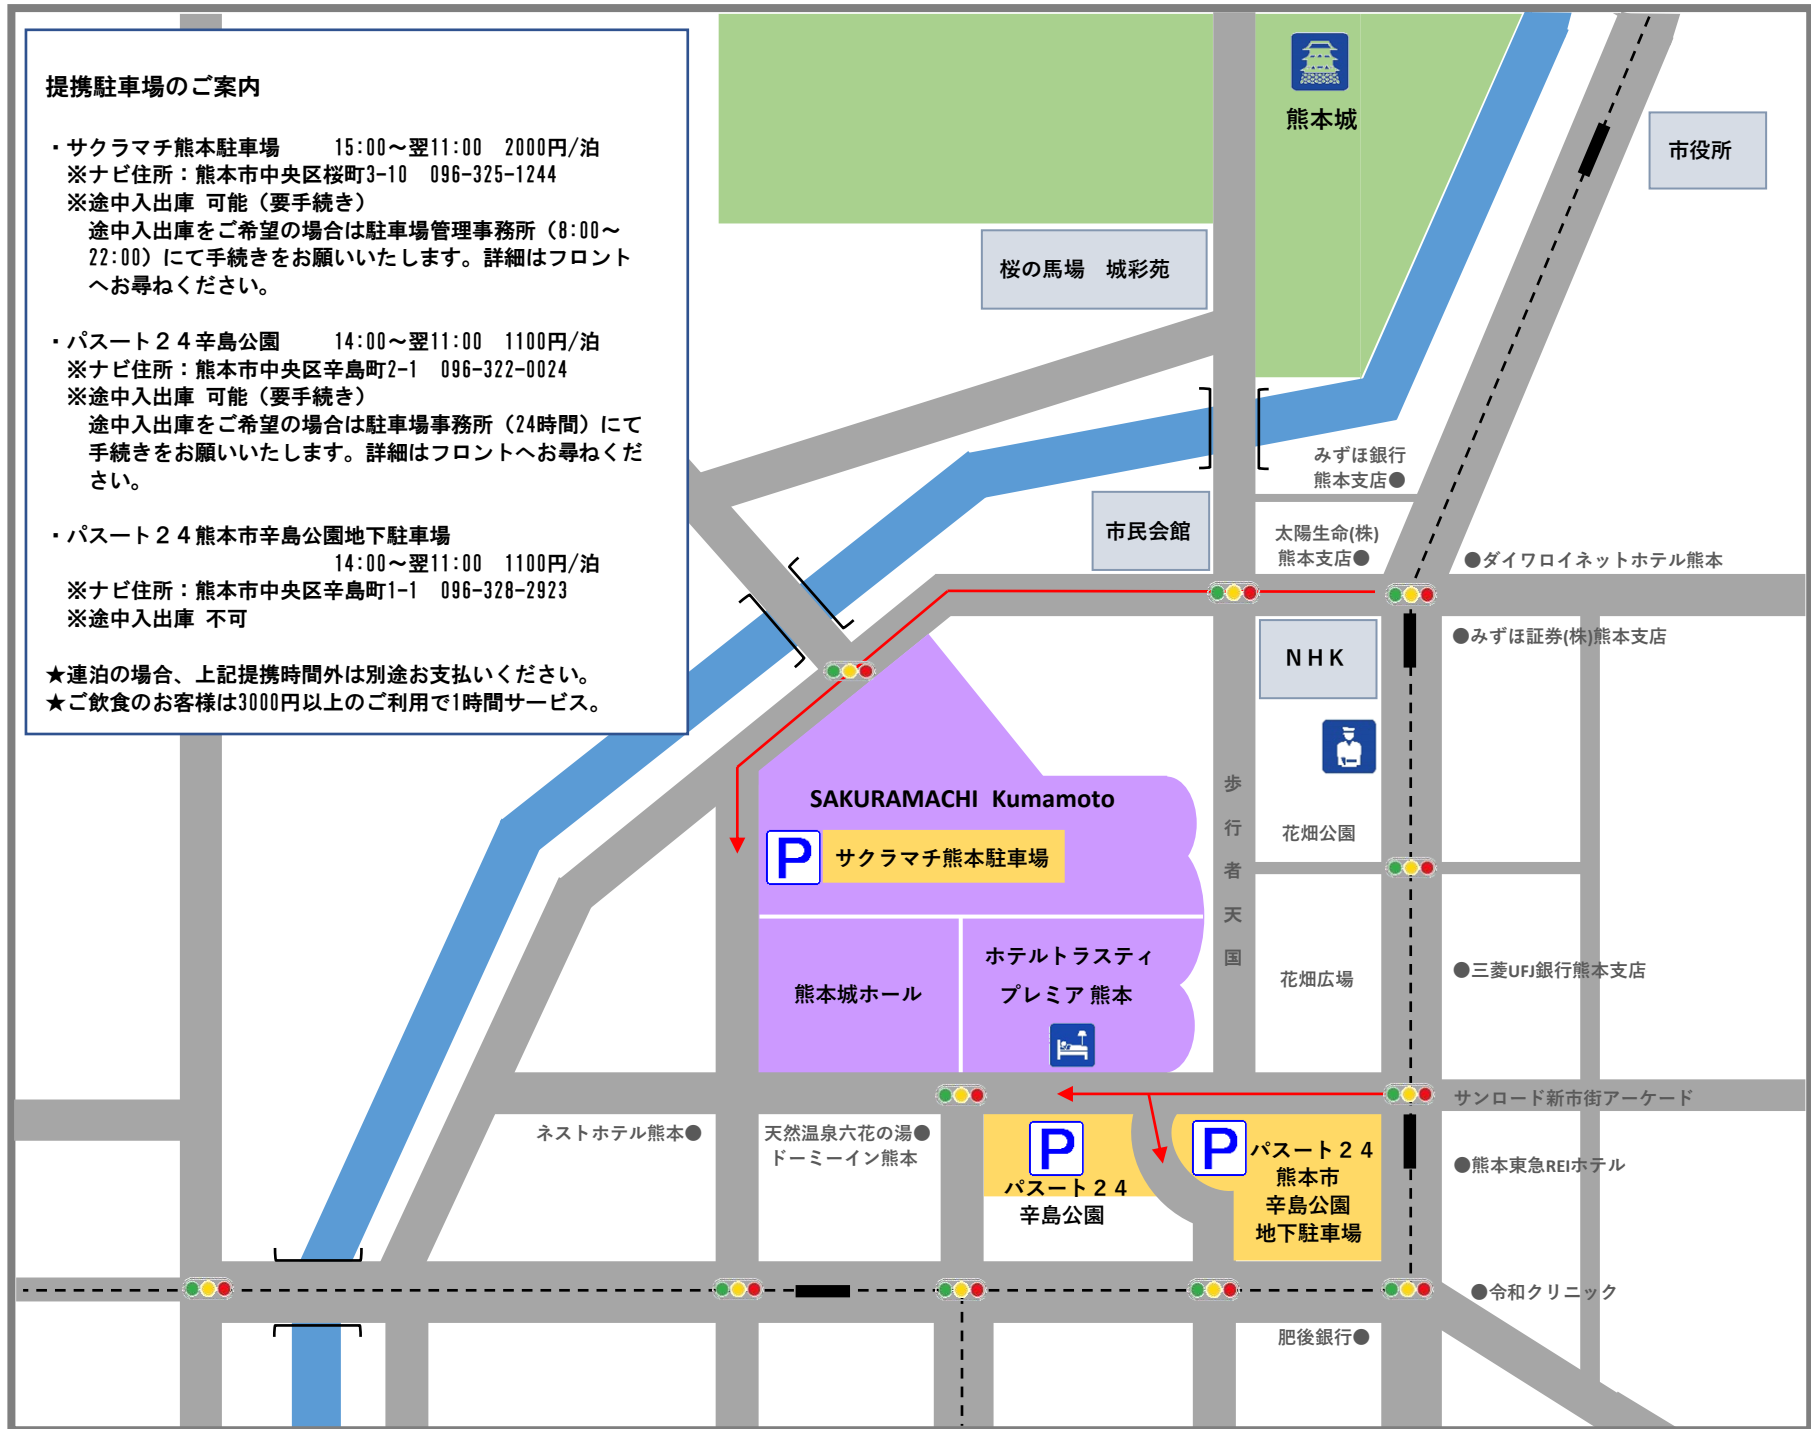 提携駐車場のご案内
・サクラマチ熊本駐車場　15:00～翌11:00　2000円/泊
※ナビ住所：熊本市中央区桜町3-10　096-325-1244
※途中入出庫 可能（要手続き）
途中入出庫をご希望の場合は駐車場管理事務所（8:00～
22:00）にて手続きをお願いいたします。詳細はフロント
へお尋ねください。
・パスート２４辛島公園　14:00～翌11:00　1100円/泊
※ナビ住所：熊本市中央区辛島町2-1　096-322-0024
※途中入出庫 可能（要手続き）
途中入出庫をご希望の場合は駐車場事務所（24時間）にて
手続きをお願いいたします。詳細はフロントへお尋ねくだ
さい。
・パスート２４熊本市辛島公園地下駐車場
14:00～翌11:00　1100円/泊
※ナビ住所：熊本市中央区辛島町1-1　096-328-2923
※途中入出庫 不可
★連泊の場合、上記提携時間外は別途お支払いください。
★ご飲食のお客様は3000円以上のご利用で1時間サービス。
熊本城
市役所
桜の馬場　城彩苑
みずほ銀行
熊本支店●
市民会館
太陽生命(株)
熊本支店●
●ダイワロイネットホテル熊本
●みずほ証券(株)熊本支店
ＮＨＫ
SAKURAMACHI Kumamoto
P
サクラマチ熊本駐車場
歩行者天国
花畑公園
花畑広場
●三菱UFJ銀行熊本支店
熊本城ホール
ホテルトラスティ
プレミア 熊本
サンロード新市街アーケード
ネストホテル熊本●
天然温泉六花の湯●
ドーミーイン熊本
P
パスート２４
辛島公園
P
パスート２４
熊本市
辛島公園
地下駐車場
●熊本東急REIホテル
●令和クリニック
肥後銀行●